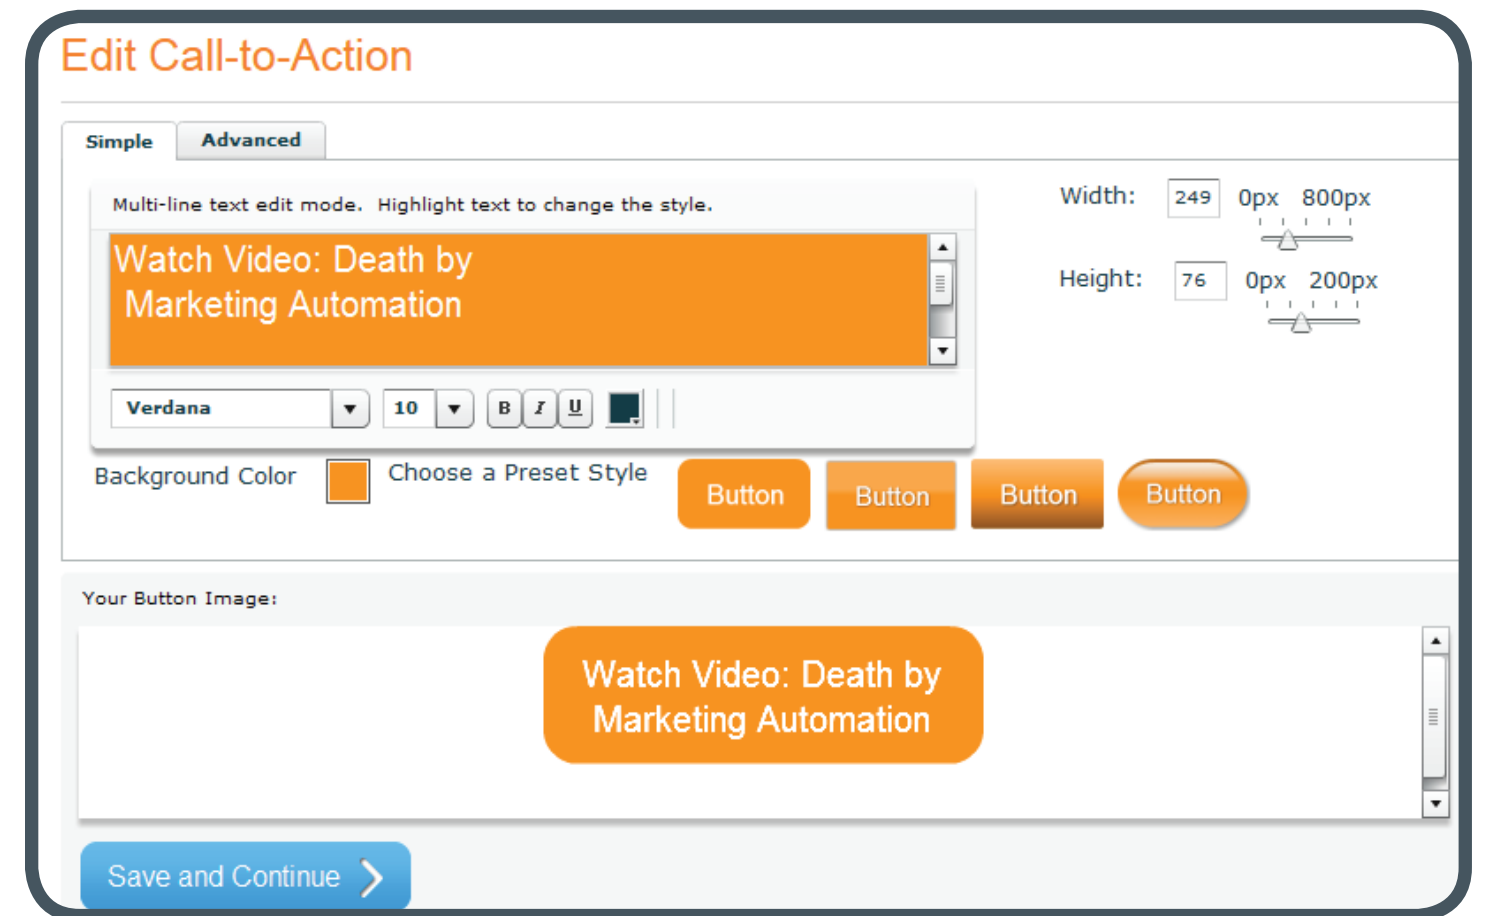 Edit Call-to-Action
Simple
Advanced
Multi-line text edit mode. Highlight text to change the style.
Width: 249 0px 800px
Watch Video: Death by
Marketing Automation
Height: 76 0px 200px
Verdana 10 B I U
Background Color
Choose a Preset Style
Button
Button
Button
Button
Your Button Image:
Watch Video: Death by
Marketing Automation
Save and Continue